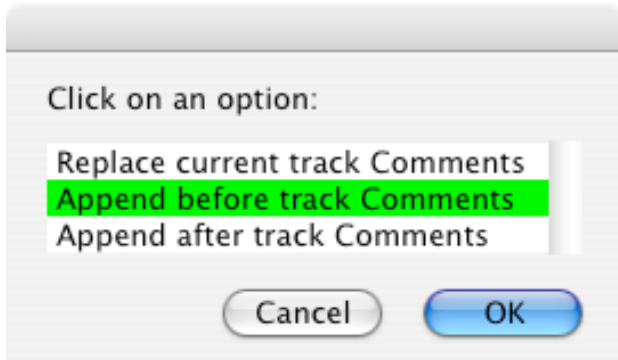 Click on an option:
Replace current track Comments
Append before track Comments
Append after track Comments
Cancel OK